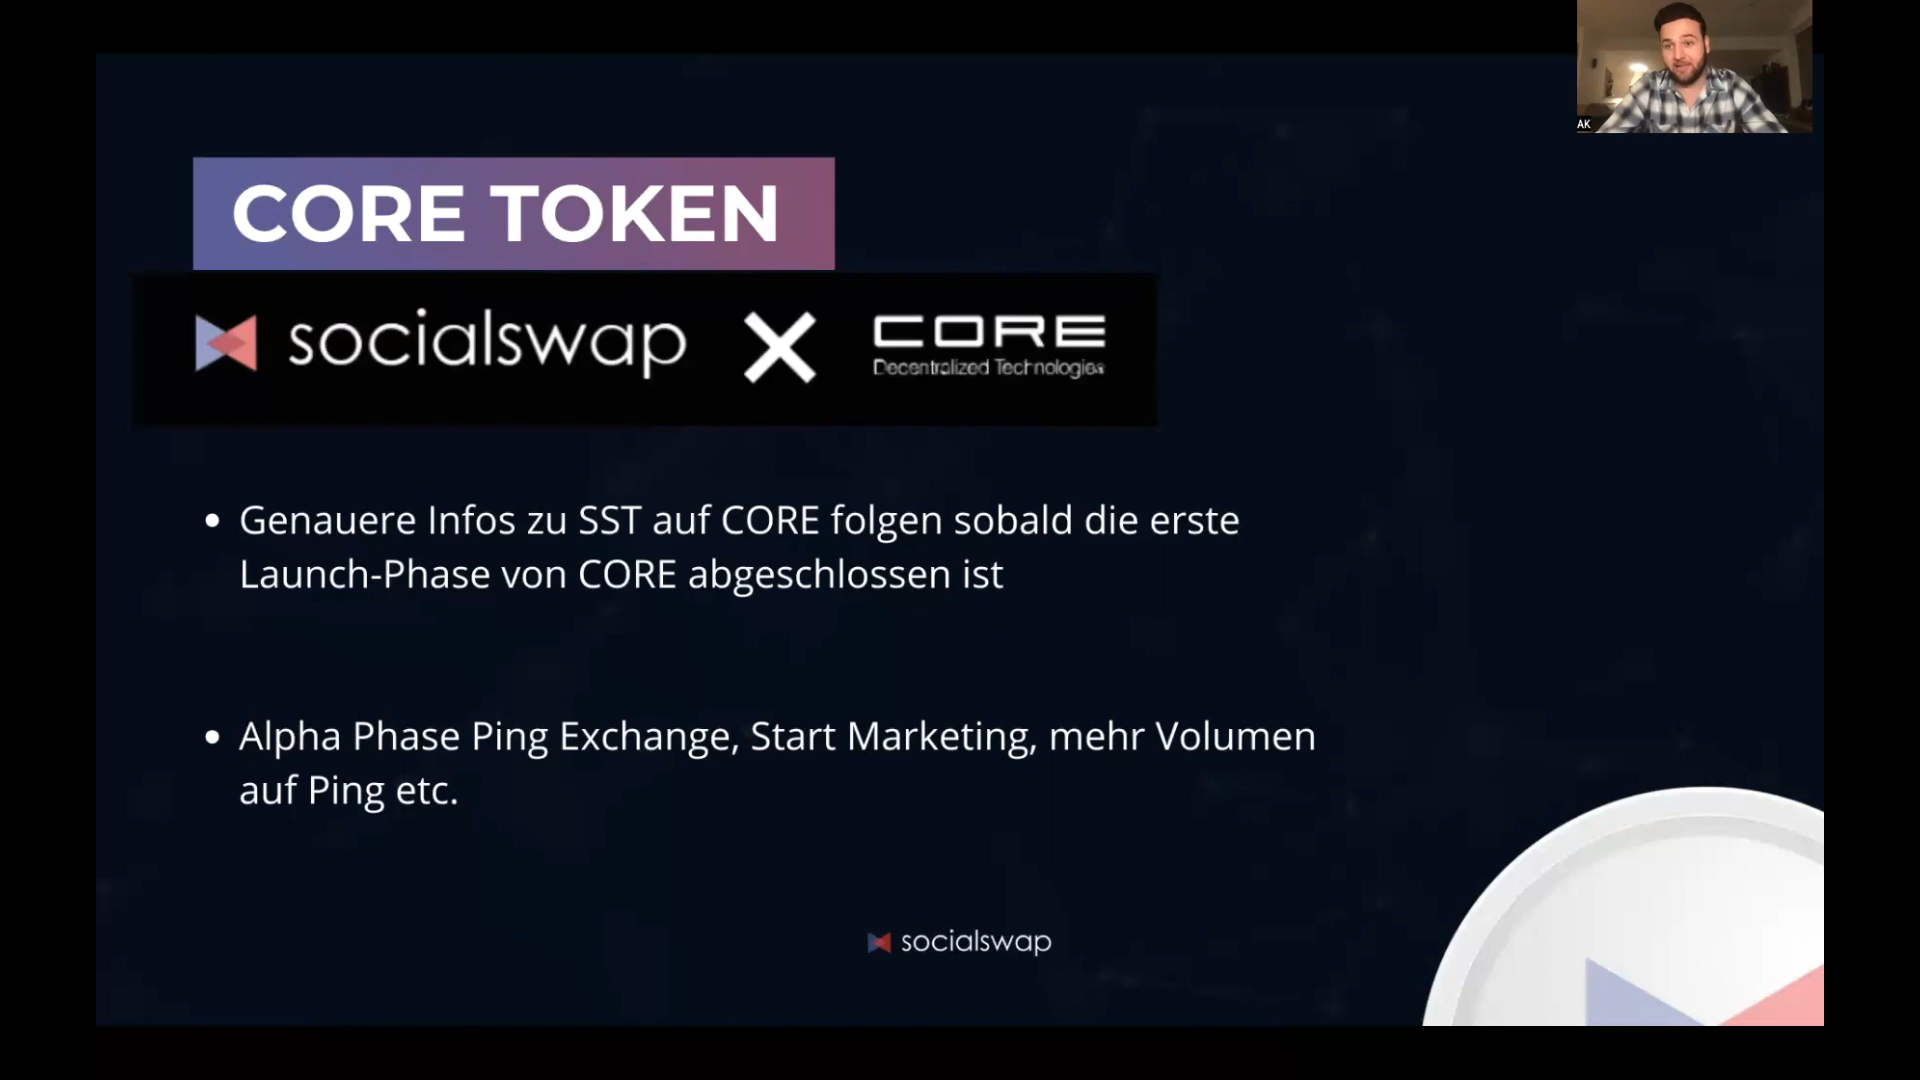 AK
CORE TOKEN
socialswap X CORE
Decentralized Technologies
• Genauere Infos zu SST auf CORE folgen sobald die erste
Launch-Phase von CORE abgeschlossen ist
• Alpha Phase Ping Exchange, Start Marketing, mehr Volumen
auf Ping etc.
socialswap